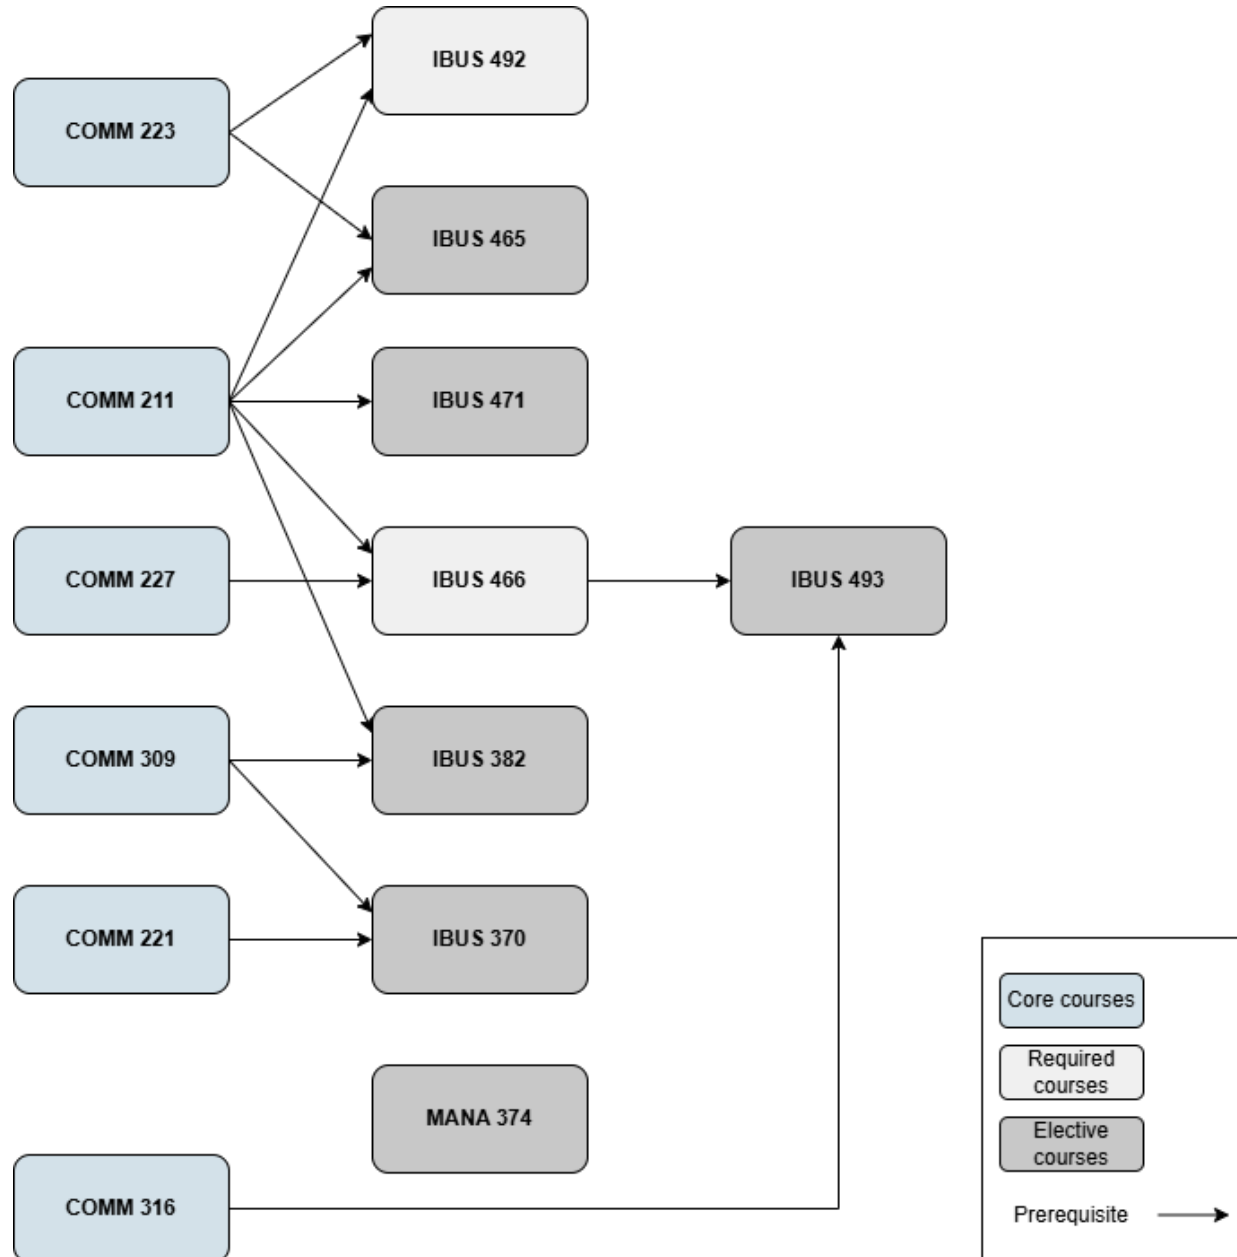 IBUS 492
COMM 223
IBUS 465
COMM 211
IBUS 471
COMM 227
IBUS 466
IBUS 493
COMM 309
IBUS 382
COMM 221
IBUS 370
MANA 374
COMM 316
Core courses
Required
courses
Elective
courses
Prerequisite